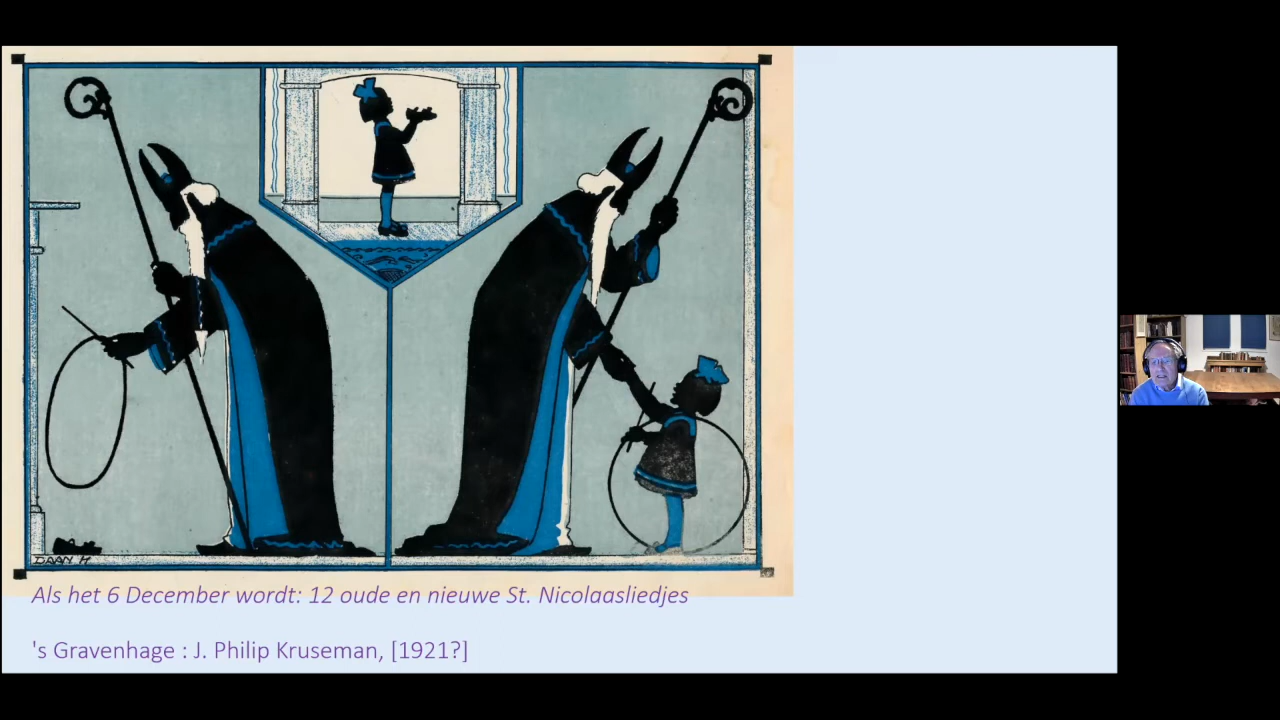 DAAN H
Als het 6 December wordt: 12 oude en nieuwe St. Nicolaasliedjes
's Gravenhage : J. Philip Kruseman, [1921?]